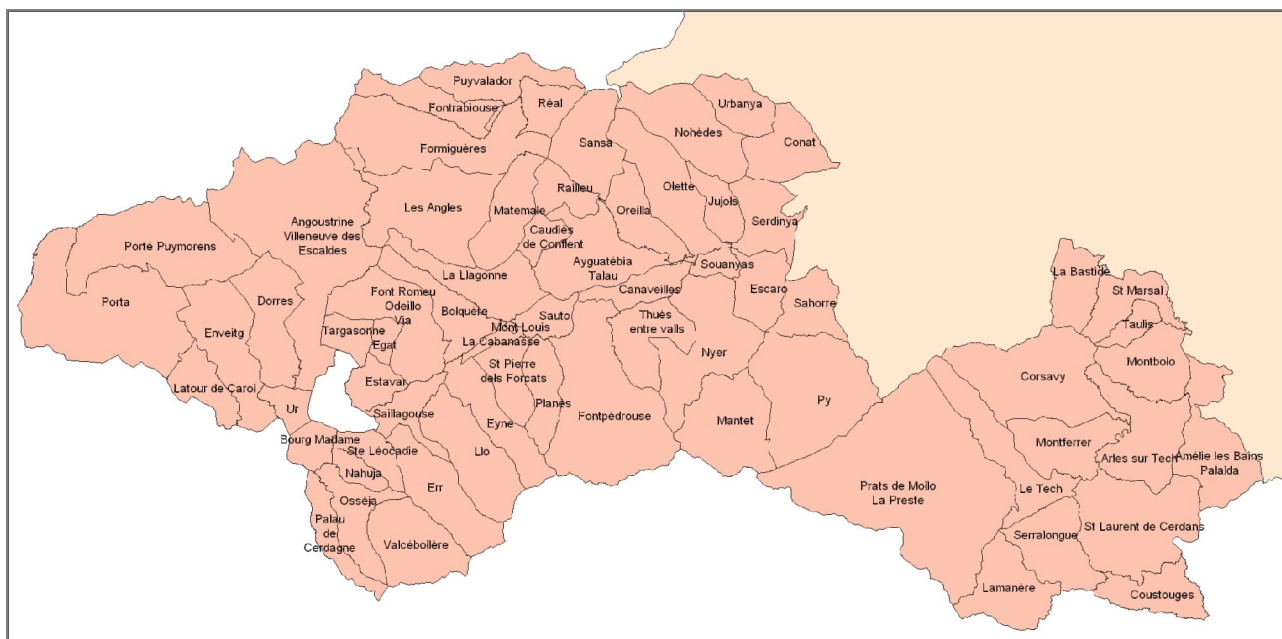 Puyvalador
Fontrabiouse
Réal
Urbanya
Nohèdes
Conat
Sansa
Formiguères
Railleu
Olette
Jujols
Les Angles
Matemale
Oreilla
Serdinya
Angoustrine
Villeneuve des
Escaldes
Caudiès
de Conflent
Porté Puymorens
Ayguatébia
Talau
Souanyas
La Llagonne
La Bastide
Canaveilles
Escaro
St Marsal
Porta
Dorres
Font Romeu
Odeillo
Via
Sahorre
Bolquère
Sauto
Thuès
entre valls
Taulis
Enveitg
Targasonne
Mont Louis
La Cabanasse
Egat
Nyer
Montbolo
St Pierre
dels Forcats
Corsavy
Latour de Carol
Estavar
Py
Ur
Saillagouse
Planès
Fontpédrouse
Mantet
Eyne
Bourg Madame
Ste Léocadie
Llo
Montferrer
Nahuja
Err
Arles sur Tech
Amélie les Bains
Palalda
Osséja
Prats de Mollo
La Preste
Le Tech
Palau
de
Cerdagne
Valcébollère
St Laurent de Cerdans
Serralongue
Lamanère
Coustouges